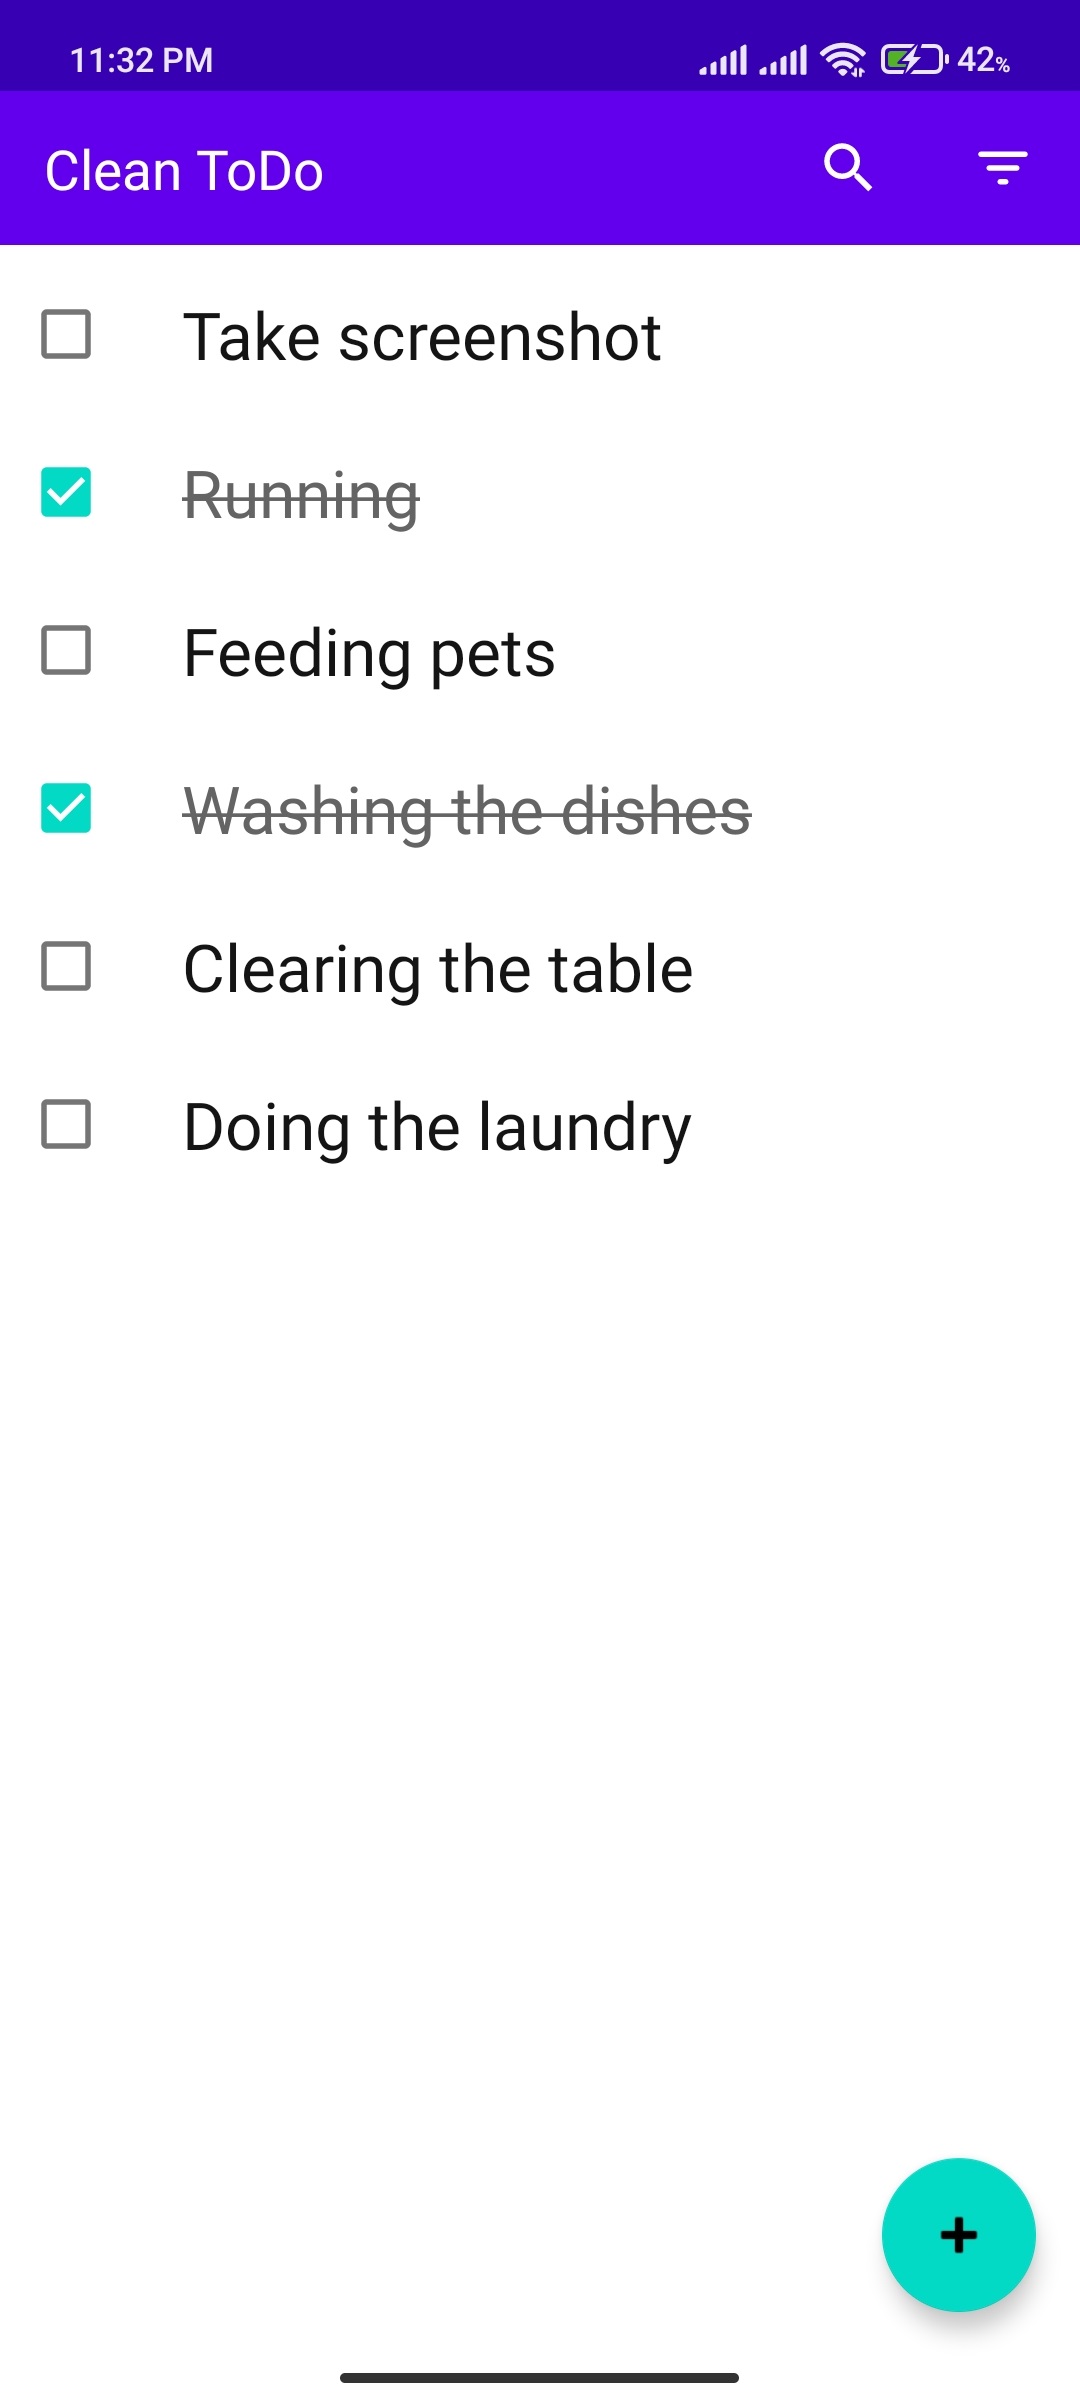 11:32 PM 42%
Clean ToDo
Take screenshot
Running
Feeding pets
Washing the dishes
Clearing the table
Doing the laundry